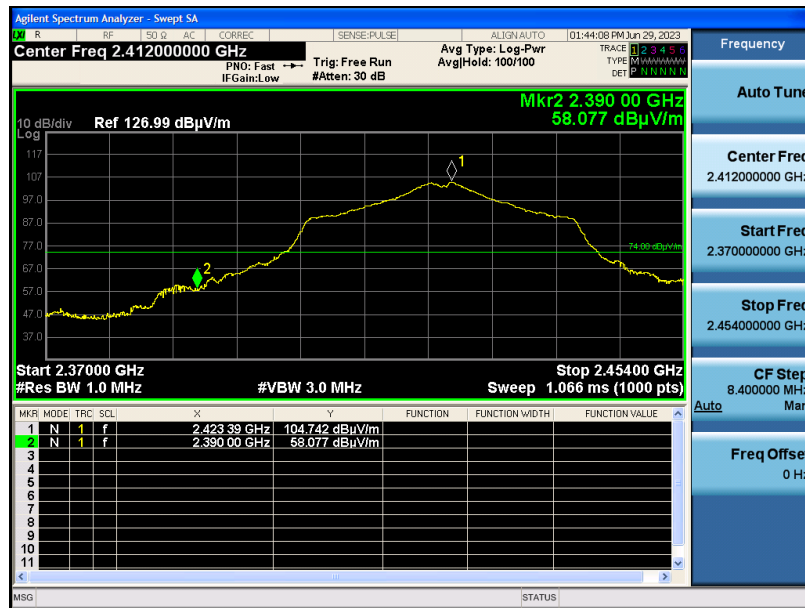 Agilent Spectrum Analyzer - Swept SA
LXI R RF 50 Ω AC CORREC SENSE:PULSE ALIGN AUTO 01:44:08 PM Jun 29, 2023
Center Freq 2.412000000 GHz
PNO: Fast
IFGain:Low
Trig: Free Run
#Atten: 30 dB
Avg Type: Log-Pwr
Avg|Hold: 100/100
TRACE 1 2 3 4 5 6
TYPE M WWWWW
DET P N N N N N
Mkr2 2.390 00 GHz
58.077 dBµV/m
10 dB/div Ref 126.99 dBµV/m
Log
117
107
97.0
87.0
77.0
67.0
57.0
47.0
37.0
1
2
74.00 dBµV/m
Start 2.37000 GHz Stop 2.45400 GHz
#Res BW 1.0 MHz #VBW 3.0 MHz Sweep 1.066 ms (1000 pts)
MKR MODE TRC SCL X Y FUNCTION FUNCTION WIDTH FUNCTION VALUE
1 N 1 f 2.423 39 GHz 104.742 dBµV/m
2 N 1 f 2.390 00 GHz 58.077 dBµV/m
3
4
5
6
7
8
9
10
11
MSG STATUS
Frequency
Auto Tune
Center Freq
2.412000000 GHz
Start Freq
2.370000000 GHz
Stop Freq
2.454000000 GHz
CF Step
8.400000 MHz
Auto Man
Freq Offset
0 Hz